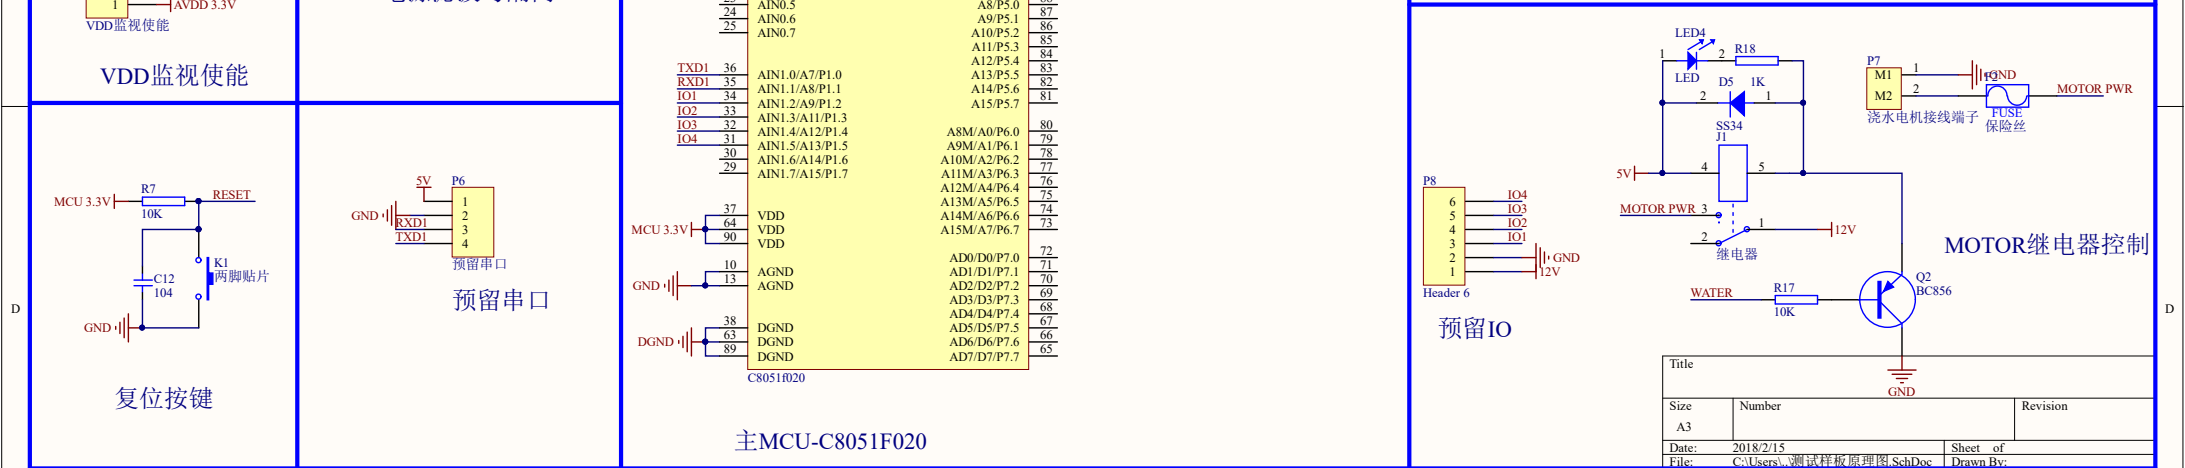 1
AVDD 3.3V
VDD监视使能
VDD监视使能
MCU 3.3V
R7
10K
RESET
C12
104
K1
两脚贴片
GND
复位按键
5V
P6
GND
RXD1
TXD1
1
2
3
4
预留串口
预留串口
24
25
AIN0.5
AIN0.6
AIN0.7
TXD1 36 AIN1.0/A7/P1.0
RXD1 35 AIN1.1/A8/P1.1
IO1 34 AIN1.2/A9/P1.2
IO2 33 AIN1.3/A11/P1.3
IO3 32 AIN1.4/A12/P1.4
IO4 31 AIN1.5/A13/P1.5
30 AIN1.6/A14/P1.6
29 AIN1.7/A15/P1.7
37 VDD
MCU 3.3V 64 VDD
90 VDD
10 AGND
GND 13 AGND
38 DGND
DGND 63 DGND
89 DGND
A8/P5.0
A9/P5.1 87
A10/P5.2 86
A11/P5.3 85
A12/P5.4 84
A13/P5.5 83
A14/P5.6 82
A15/P5.7 81
A8M/A0/P6.0 80
A9M/A1/P6.1 79
A10M/A2/P6.2 78
A11M/A3/P6.3 77
A12M/A4/P6.4 76
A13M/A5/P6.5 75
A14M/A6/P6.6 74
A15M/A7/P6.7 73
AD0/D0/P7.0 72
AD1/D1/P7.1 71
AD2/D2/P7.2 70
AD3/D3/P7.3 69
AD4/D4/P7.4 68
AD5/D5/P7.5 67
AD6/D6/P7.6 66
AD7/D7/P7.7 65
C8051f020
主MCU-C8051F020
P8
6 IO4
5 IO3
4 IO2
3 IO1
2 GND
1 12V
Header 6
预留IO
LED4
1 2 R18
LED
D5 1K
2 1
SS34
J1
5V 4 5
MOTOR PWR 3
1 12V
2
继电器
P7
M1 1 GND
M2 2 MOTOR PWR
FUSE
浇水电机接线端子
保险丝
MOTOR继电器控制
Q2
BC856
WATER R17
10K
GND
D
D
Title
Size Number Revision
A3
Date: 2018/2/15 Sheet of
File: C:\Users\..\测试样板原理图.SchDoc Drawn By: